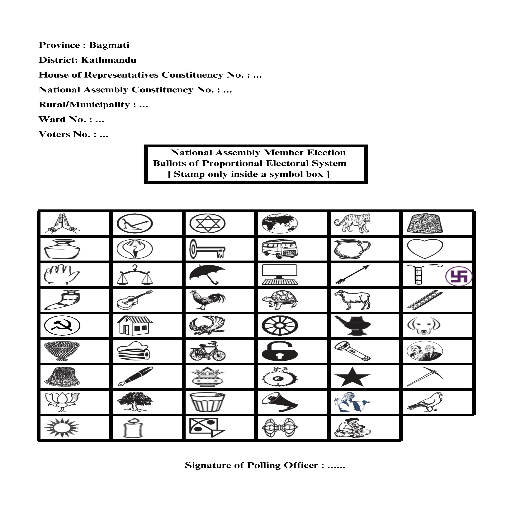 Province : Bagmati
District: Kathmandu
House of Representatives Constituency No. : ...
National Assembly Constituency No. : ...
Rural/Municipality : ...
Ward No. : ...
Voters No. : ...
National Assembly Member Election
Ballots of Proportional Electoral System
[ Stamp only inside a symbol box ]
Signature of Polling Officer : ......